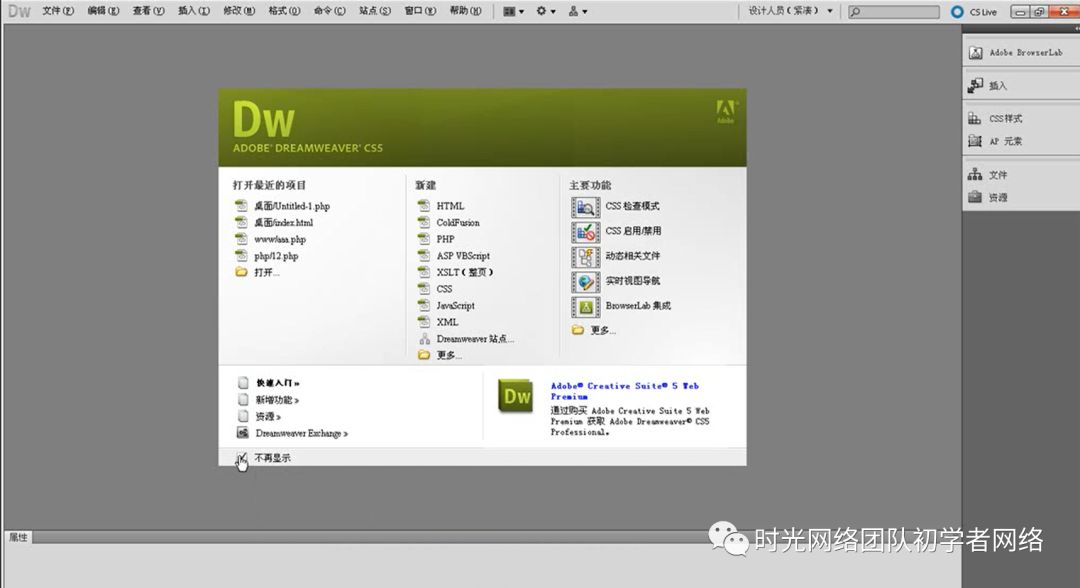 Dw 文件(F) 编辑(E) 查看(V) 插入(I) 修改(M) 格式(O) 命令(C) 站点(S) 窗口(W) 帮助(H) 设计人员(紧凑) CS Live
Adobe BrowserLab
插入
CSS样式
AP 元素
文件
资源
Dw
ADOBE® DREAMWEAVER® CS5
Adobe
打开最近的项目
桌面/Untitled-1.php
桌面/index.html
www/aaa.php
php/12.php
打开...
新建
HTML
ColdFusion
PHP
ASP VBScript
XSLT(整页)
CSS
JavaScript
XML
Dreamweaver 站点...
更多...
主要功能
CSS 检查模式
CSS 启用/禁用
动态相关文件
实时视图导航
BrowserLab 集成
更多...
快速入门»
新增功能»
资源»
Dreamweaver Exchange»
不再显示
Dw
Adobe® Creative Suite® 5 Web
Premium
通过购买 Adobe Creative Suite 5 Web
Premium 获取 Adobe Dreamweaver® CS5
Professional。
属性
时光网络团队初学者网络